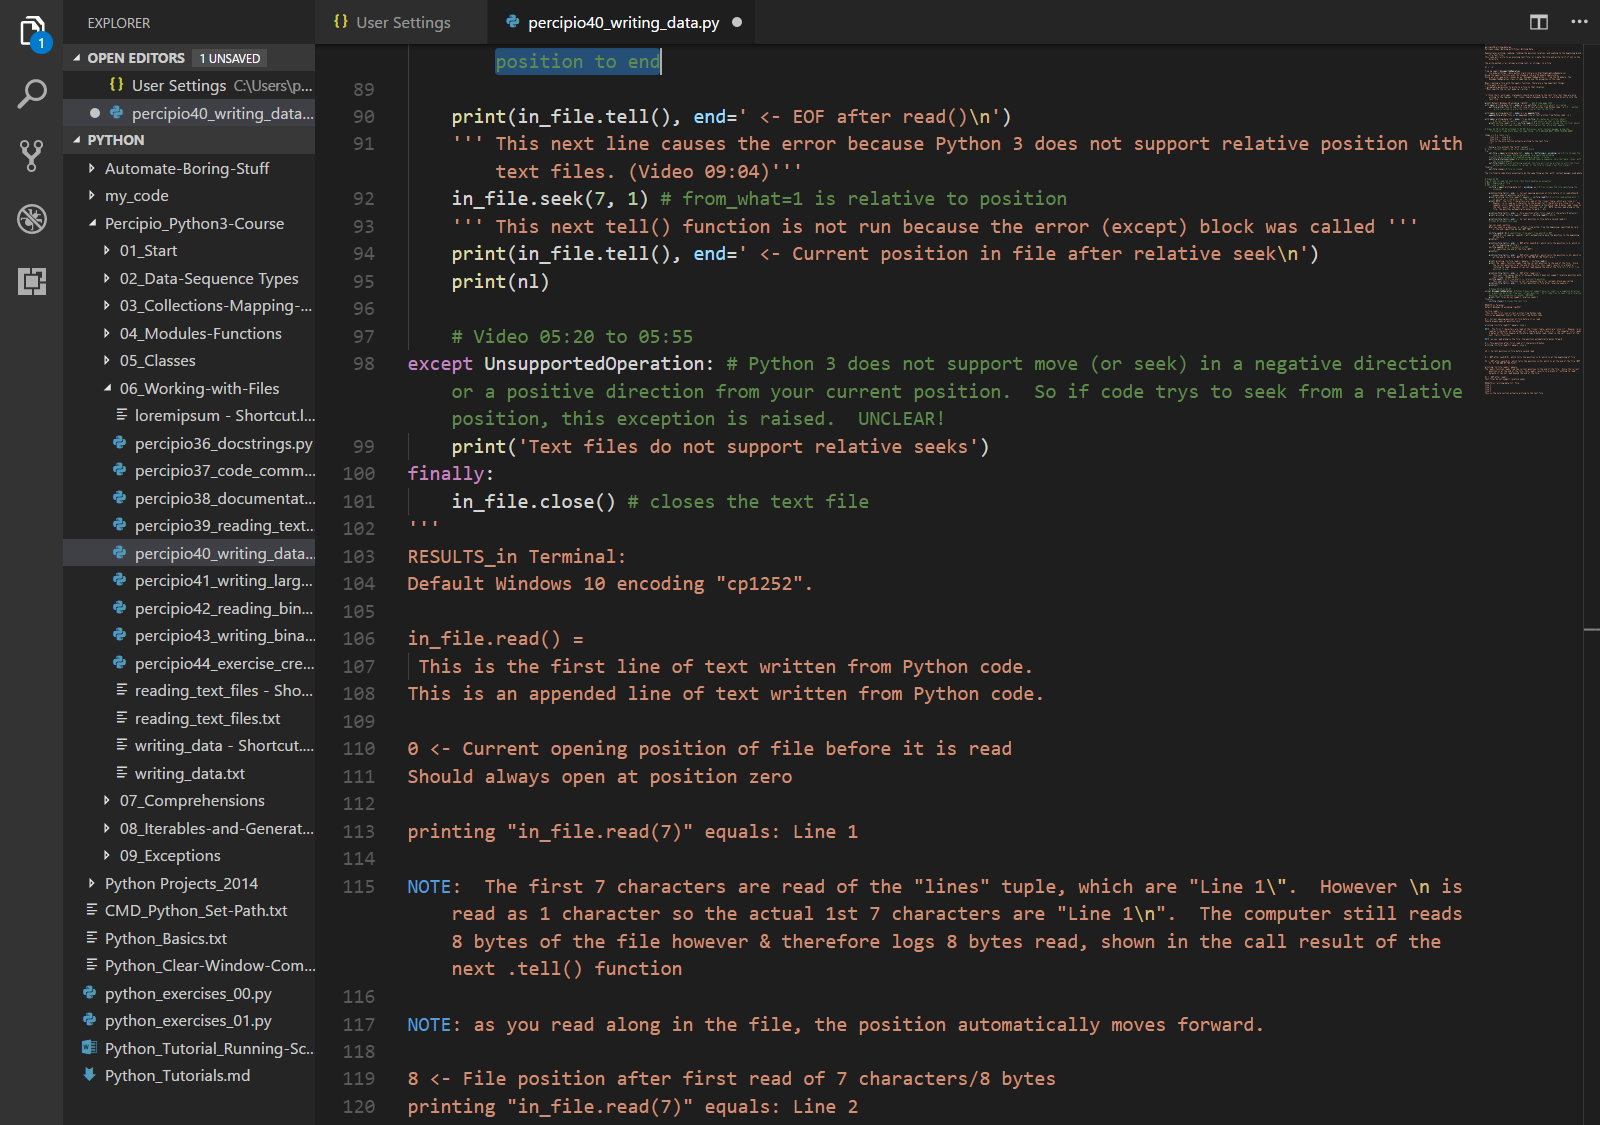 EXPLORER
OPEN EDITORS 1 UNSAVED
User Settings C:\Users\p...
percipio40_writing_data...
PYTHON
Automate-Boring-Stuff
my_code
Percipio_Python3-Course
01_Start
02_Data-Sequence Types
03_Collections-Mapping-...
04_Modules-Functions
05_Classes
06_Working-with-Files
loremipsum - Shortcut.l...
percipio36_docstrings.py
percipio37_code_comm...
percipio38_documentat...
percipio39_reading_text...
percipio40_writing_data...
percipio41_writing_larg...
percipio42_reading_bin...
percipio43_writing_bina...
percipio44_exercise_cre...
reading_text_files - Sho...
reading_text_files.txt
writing_data - Shortcut....
writing_data.txt
07_Comprehensions
08_Iterables-and-Generat...
09_Exceptions
Python Projects_2014
CMD_Python_Set-Path.txt
Python_Basics.txt
Python_Clear-Window-Com...
python_exercises_00.py
python_exercises_01.py
Python_Tutorial_Running-Sc...
Python_Tutorials.md
1
{} User Settings
percipio40_writing_data.py
position to end
89
90 print(in_file.tell(), end=' <- EOF after read()\n')
91 ''' This next line causes the error because Python 3 does not support relative position with
text files. (Video 09:04)'''
92 in_file.seek(7, 1) # from_what=1 is relative to position
93 ''' This next tell() function is not run because the error (except) block was called '''
94 print(in_file.tell(), end=' <- Current position in file after relative seek\n')
95 print(nl)
96
97 # Video 05:20 to 05:55
98 except UnsupportedOperation: # Python 3 does not support move (or seek) in a negative direction
or a positive direction from your current position.  So if code trys to seek from a relative
position, this exception is raised.  UNCLEAR!
99 print('Text files do not support relative seeks')
100 finally:
101 in_file.close() # closes the text file
102 '''
103 RESULTS_in Terminal:
104 Default Windows 10 encoding "cp1252".
105
106 in_file.read() =
107 This is the first line of text written from Python code.
108 This is an appended line of text written from Python code.
109
110 0 <- Current opening position of file before it is read
111 Should always open at position zero
112
113 printing "in_file.read(7)" equals: Line 1
114
115 NOTE:  The first 7 characters are read of the "lines" tuple, which are "Line 1\".  However \n is
read as 1 character so the actual 1st 7 characters are "Line 1\n".  The computer still reads
8 bytes of the file however & therefore logs 8 bytes read, shown in the call result of the
next .tell() function
116
117 NOTE: as you read along in the file, the position automatically moves forward.
118
119 8 <- File position after first read of 7 characters/8 bytes
120 printing "in_file.read(7)" equals: Line 2